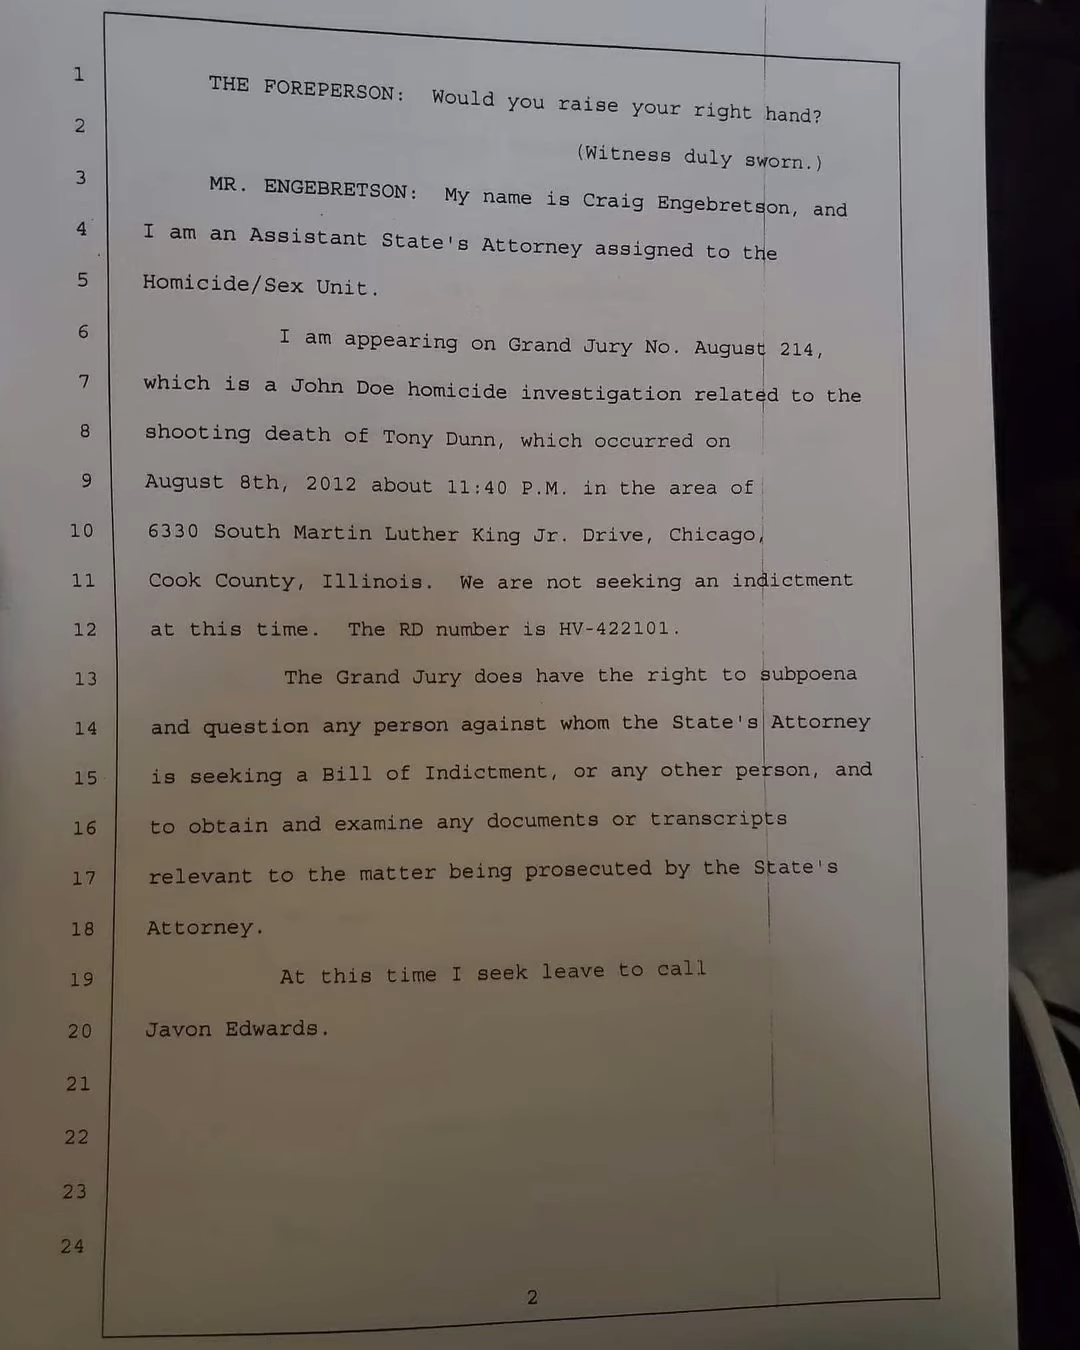 1 THE FOREPERSON: Would you raise your right hand?
2 (Witness duly sworn.)
3 MR. ENGEBRETSON: My name is Craig Engebretson, and
4 I am an Assistant State's Attorney assigned to the
5 Homicide/Sex Unit.
6 I am appearing on Grand Jury No. August 214,
7 which is a John Doe homicide investigation related to the
8 shooting death of Tony Dunn, which occurred on
9 August 8th, 2012 about 11:40 P.M. in the area of
10 6330 South Martin Luther King Jr. Drive, Chicago,
11 Cook County, Illinois. We are not seeking an indictment
12 at this time. The RD number is HV-422101.
13 The Grand Jury does have the right to subpoena
14 and question any person against whom the State's Attorney
15 is seeking a Bill of Indictment, or any other person, and
16 to obtain and examine any documents or transcripts
17 relevant to the matter being prosecuted by the State's
18 Attorney.
19 At this time I seek leave to call
20 Javon Edwards.
21
22
23
24
2